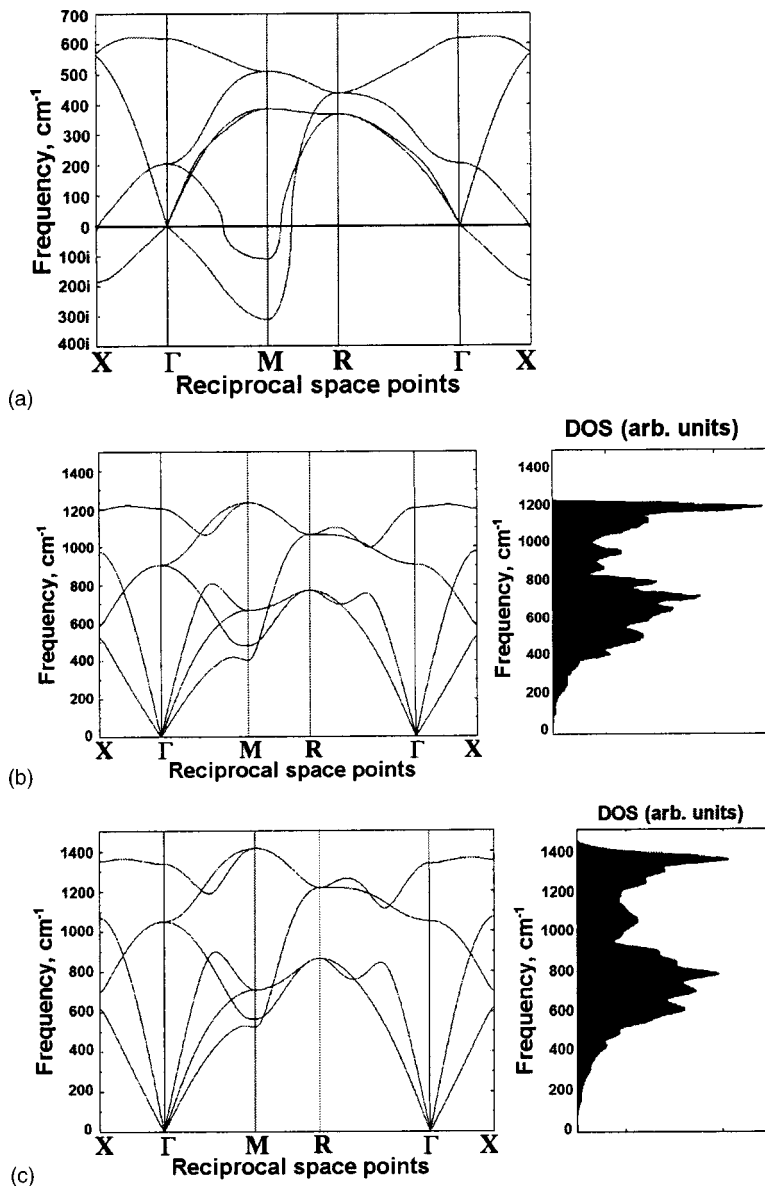 700
600
500
400
300
200
100
0
100i
200i
300i
400i
Frequency, cm-1
X Γ M R Γ X
Reciprocal space points
(a)
DOS (arb. units)
1400
1200
1000
800
600
400
200
0
Frequency, cm-1
X Γ M R Γ X
Reciprocal space points
1400
1200
1000
800
600
400
200
0
Frequency, cm-1
(b)
DOS (arb. units)
1400
1200
1000
800
600
400
200
0
Frequency, cm-1
X Γ M R Γ X
Reciprocal space points
1400
1200
1000
800
600
400
200
0
Frequency, cm-1
(c)